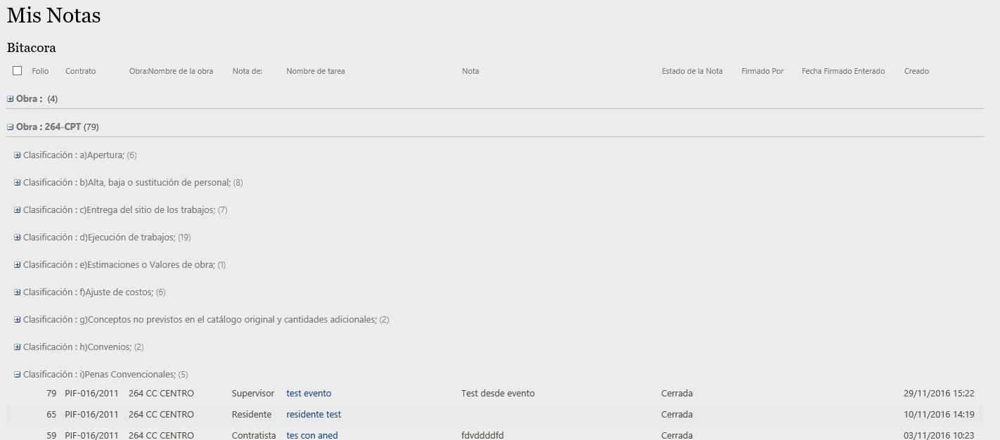 Mis Notas
Bitacora
Folio Contrato Obra:Nombre de la obra Nota de: Nombre de tarea Nota Estado de la Nota Firmado Por Fecha Firmado Enterado Creado
Obra : (4)
Obra : 264-CPT (79)
Clasificación : a)Apertura; (6)
Clasificación : b)Alta, baja o sustitución de personal; (8)
Clasificación : c)Entrega del sitio de los trabajos; (7)
Clasificación : d)Ejecución de trabajos; (19)
Clasificación : e)Estimaciones o Valores de obra; (1)
Clasificación : f)Ajuste de costos; (6)
Clasificación : g)Conceptos no previstos en el catálogo original y cantidades adicionales; (2)
Clasificación : h)Convenios; (2)
Clasificación : i)Penas Convencionales; (5)
79 PIF-016/2011 264 CC CENTRO Supervisor test evento Test desde evento Cerrada 29/11/2016 15:22
65 PIF-016/2011 264 CC CENTRO Residente residente test Cerrada 10/11/2016 14:19
59 PIF-016/2011 264 CC CENTRO Contratista tes con aned fdvddddfd Cerrada 03/11/2016 10:23